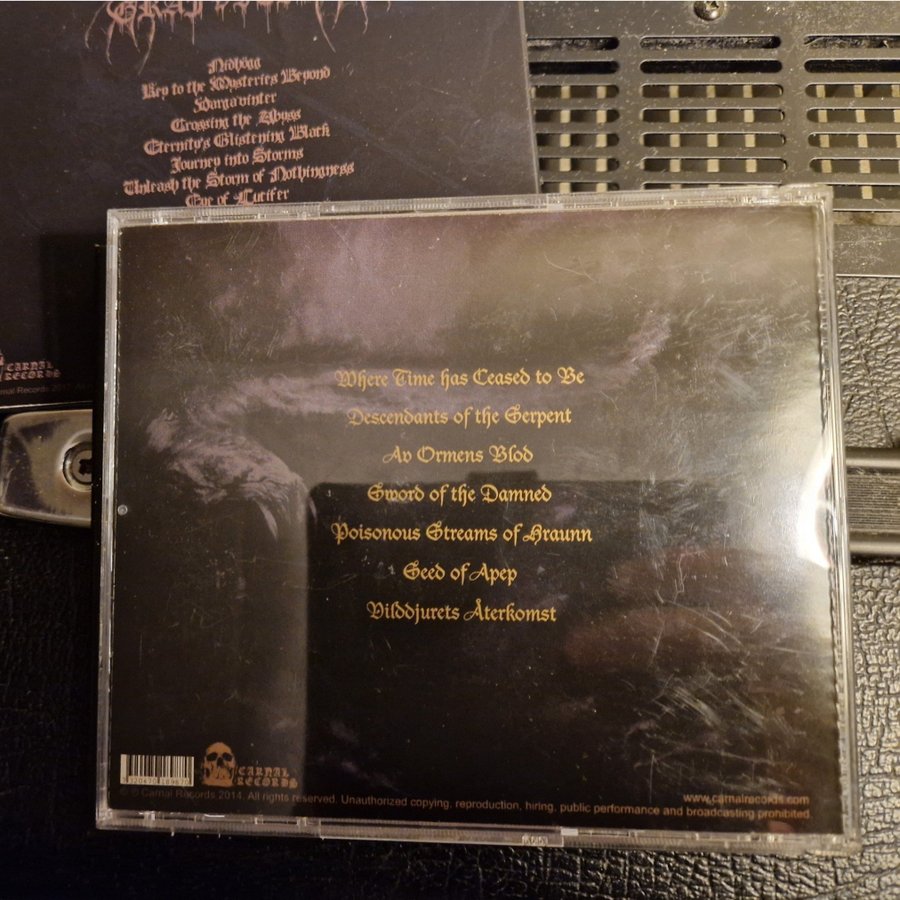 Nidhögg
Key to the Mysteries Beyond
Vargavinter
Crossing the Abyss
Eternity's Glistening Black
Journey into Storms
Unleash the Storm of Nothingness
Eye of Lucifer
CARNAL
RECORDS
Where Time has Ceased to Be
Descendants of the Serpent
Av Ormens Blod
Sword of the Damned
Poisonous Streams of Hraunn
Seed of Apep
Vilddjurets Återkomst
CARNAL
RECORDS
www.carnalrecords.com
© Carnal Records 2014. All rights reserved. Unauthorized copying, reproduction, hiring, public performance and broadcasting prohibited.